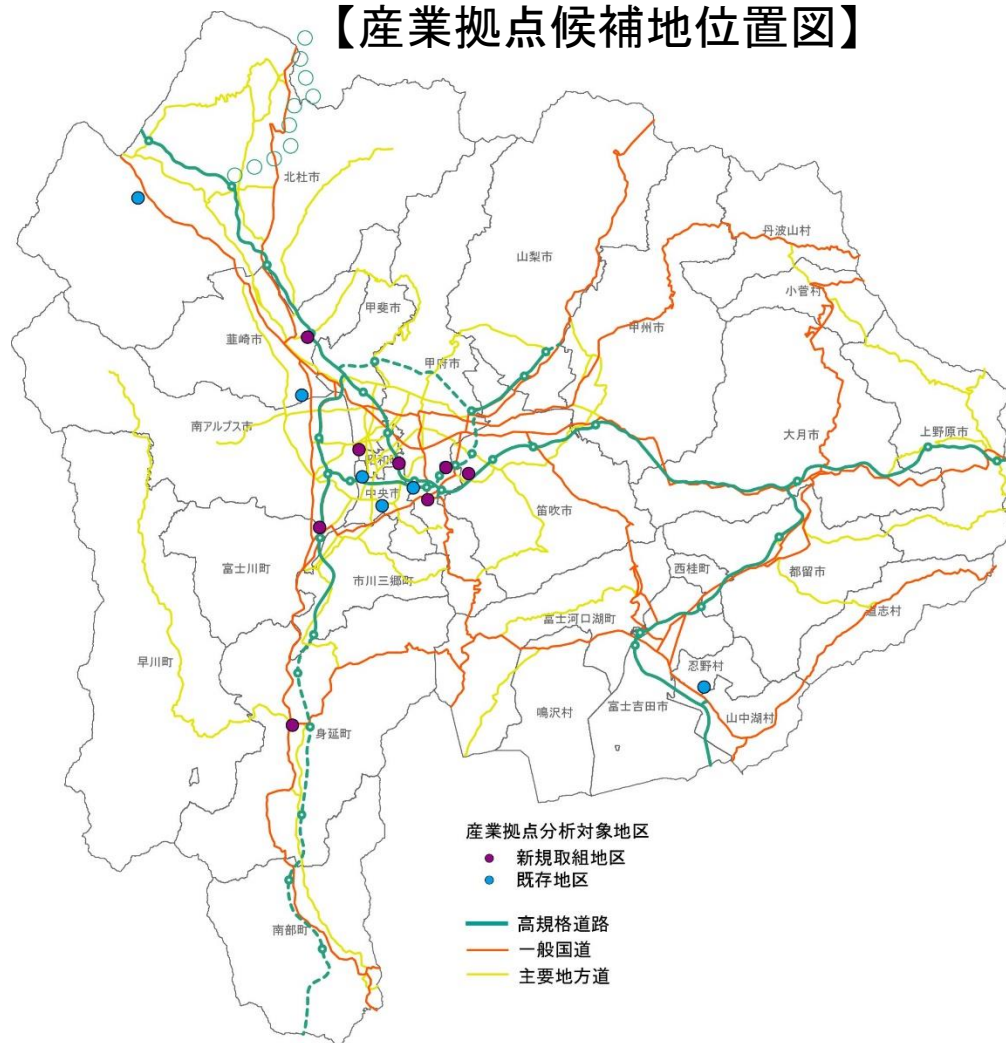 【産業拠点候補地位置図】
北杜市
丹波山村
山梨市
小菅村
甲斐市
甲州市
韮崎市
甲府市
南アルプス市
大月市
上野原市
昭和町
中央市
笛吹市
富士川町
西桂町
都留市
市川三郷町
道志村
富士河口湖町
早川町
忍野村
鳴沢村
富士吉田市
山中湖村
身延町
産業拠点分析対象地区
新規取組地区
既存地区
高規格道路
一般国道
主要地方道
南部町